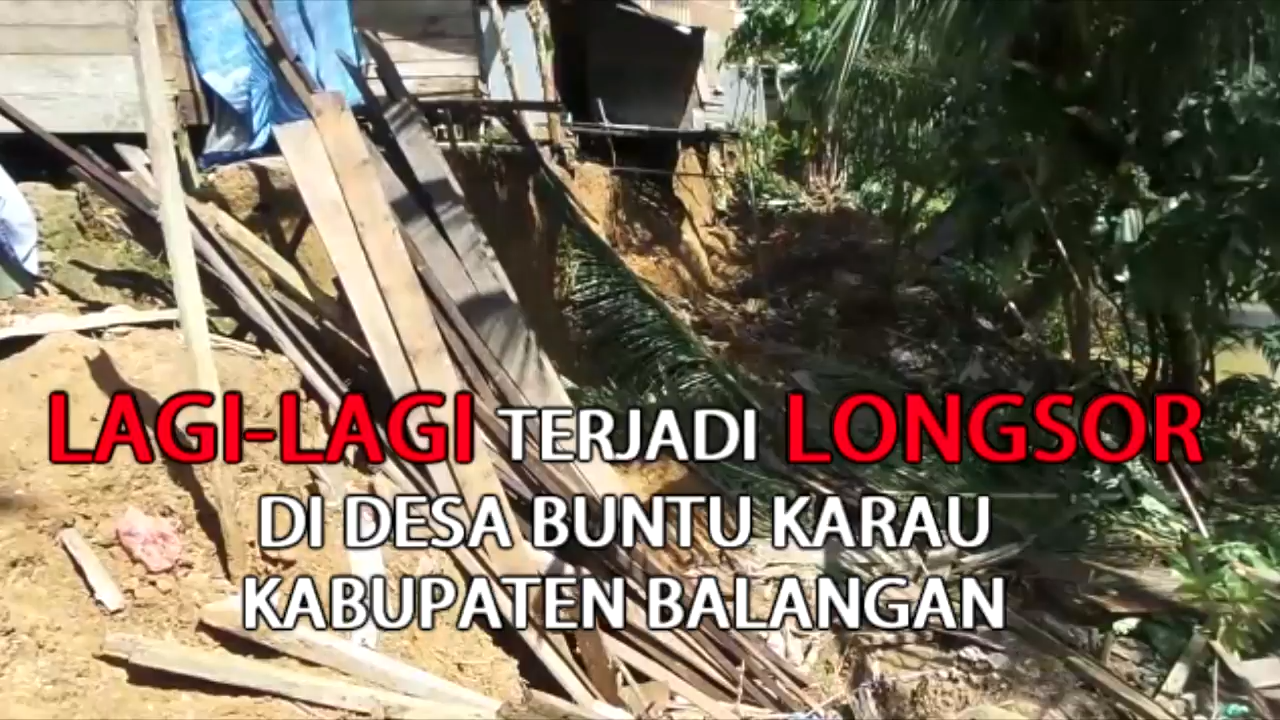 LAGI-LAGI TERJADI LONGSOR
DI DESA BUNTU KARAU
KABUPATEN BALANGAN